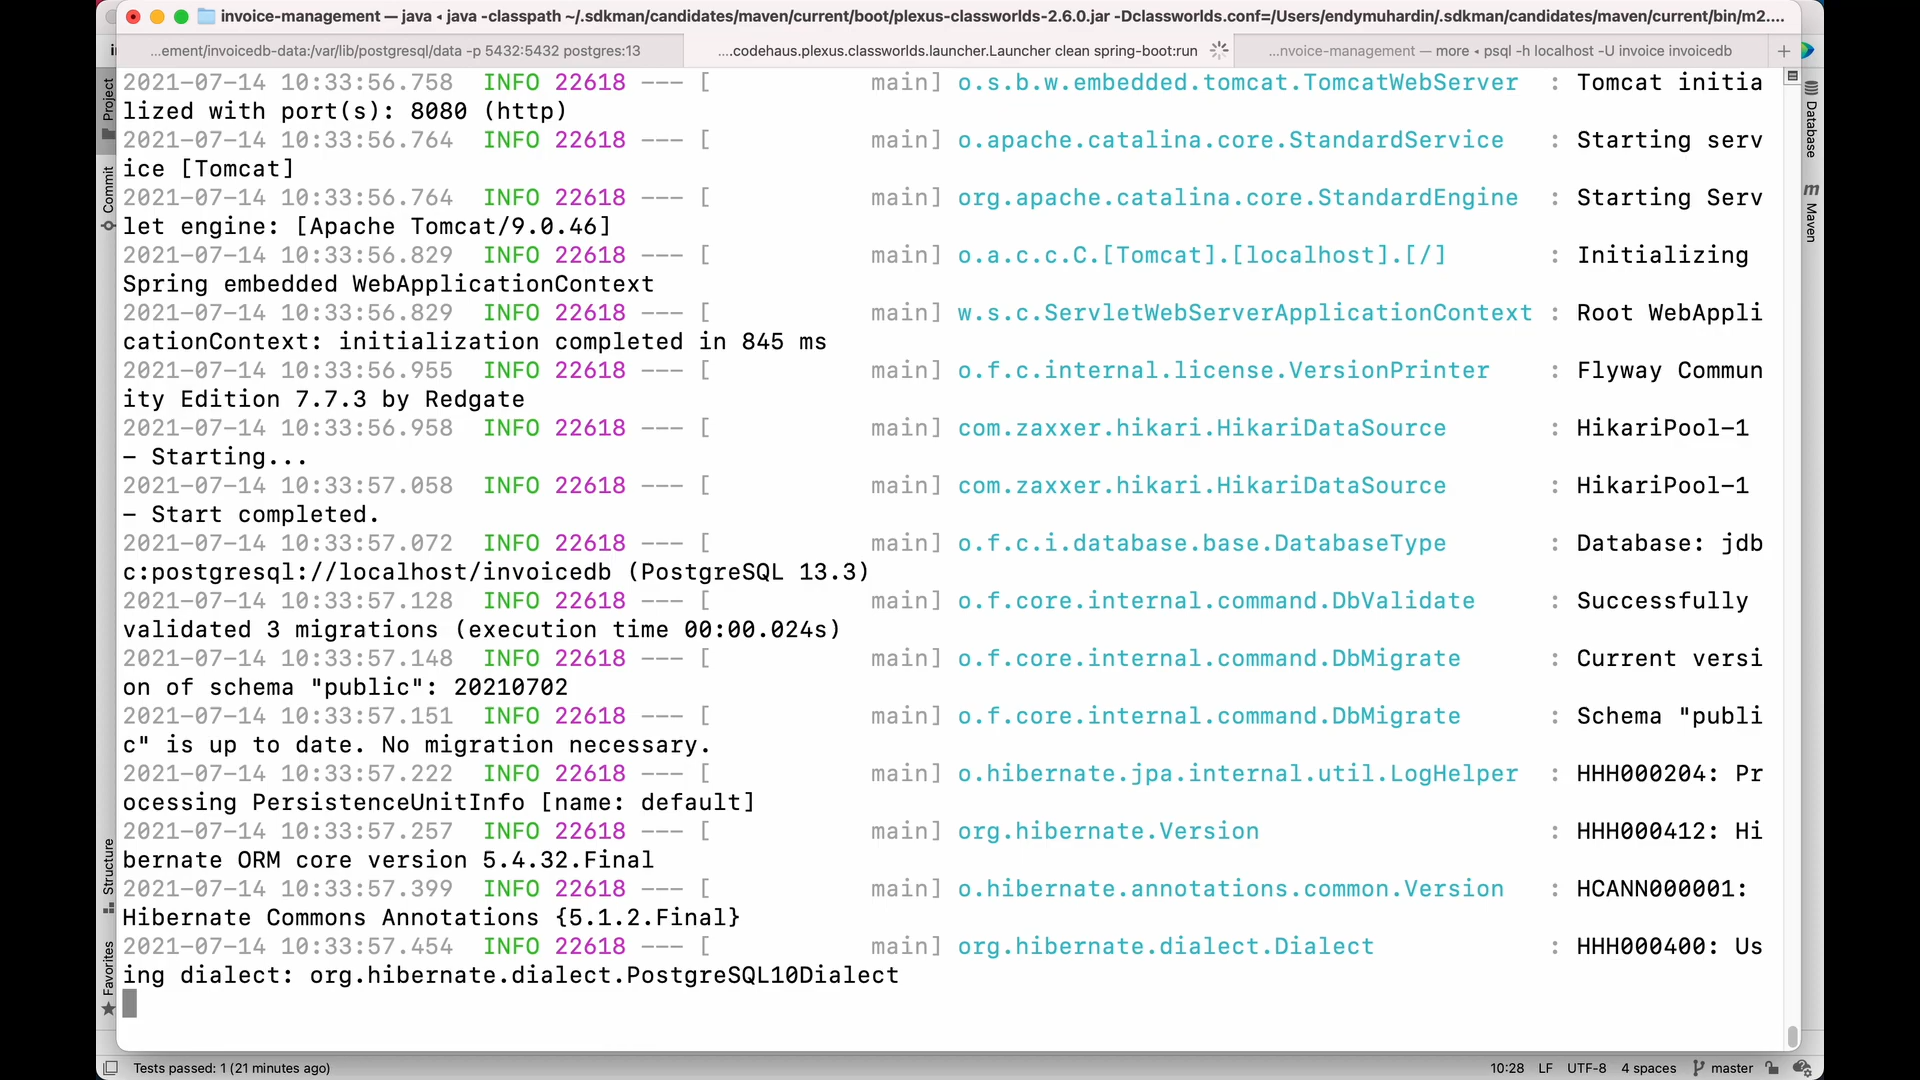 invoice-management — java ◂ java -classpath ~/.sdkman/candidates/maven/current/boot/plexus-classworlds-2.6.0.jar -Dclassworlds.conf=/Users/endymuhardin/.sdkman/candidates/maven/current/bin/m2....
...ement/invoicedb-data:/var/lib/postgresql/data -p 5432:5432 postgres:13
....codehaus.plexus.classworlds.launcher.Launcher clean spring-boot:run
...nvoice-management — more ◂ psql -h localhost -U invoice invoicedb
+
Project
Commit
Structure
Favorites
Database
m
Maven
2021-07-14 10:33:56.758  INFO 22618 --- [           main] o.s.b.w.embedded.tomcat.TomcatWebServer  : Tomcat initia
lized with port(s): 8080 (http)
2021-07-14 10:33:56.764  INFO 22618 --- [           main] o.apache.catalina.core.StandardService   : Starting serv
ice [Tomcat]
2021-07-14 10:33:56.764  INFO 22618 --- [           main] org.apache.catalina.core.StandardEngine  : Starting Serv
let engine: [Apache Tomcat/9.0.46]
2021-07-14 10:33:56.829  INFO 22618 --- [           main] o.a.c.c.C.[Tomcat].[localhost].[/]       : Initializing
Spring embedded WebApplicationContext
2021-07-14 10:33:56.829  INFO 22618 --- [           main] w.s.c.ServletWebServerApplicationContext : Root WebAppli
cationContext: initialization completed in 845 ms
2021-07-14 10:33:56.955  INFO 22618 --- [           main] o.f.c.internal.license.VersionPrinter    : Flyway Commun
ity Edition 7.7.3 by Redgate
2021-07-14 10:33:56.958  INFO 22618 --- [           main] com.zaxxer.hikari.HikariDataSource       : HikariPool-1
- Starting...
2021-07-14 10:33:57.058  INFO 22618 --- [           main] com.zaxxer.hikari.HikariDataSource       : HikariPool-1
- Start completed.
2021-07-14 10:33:57.072  INFO 22618 --- [           main] o.f.c.i.database.base.DatabaseType       : Database: jdb
c:postgresql://localhost/invoicedb (PostgreSQL 13.3)
2021-07-14 10:33:57.128  INFO 22618 --- [           main] o.f.core.internal.command.DbValidate     : Successfully
validated 3 migrations (execution time 00:00.024s)
2021-07-14 10:33:57.148  INFO 22618 --- [           main] o.f.core.internal.command.DbMigrate      : Current versi
on of schema "public": 20210702
2021-07-14 10:33:57.151  INFO 22618 --- [           main] o.f.core.internal.command.DbMigrate      : Schema "publi
c" is up to date. No migration necessary.
2021-07-14 10:33:57.222  INFO 22618 --- [           main] o.hibernate.jpa.internal.util.LogHelper  : HHH000204: Pr
ocessing PersistenceUnitInfo [name: default]
2021-07-14 10:33:57.257  INFO 22618 --- [           main] org.hibernate.Version                    : HHH000412: Hi
bernate ORM core version 5.4.32.Final
2021-07-14 10:33:57.399  INFO 22618 --- [           main] o.hibernate.annotations.common.Version   : HCANN000001:
Hibernate Commons Annotations {5.1.2.Final}
2021-07-14 10:33:57.454  INFO 22618 --- [           main] org.hibernate.dialect.Dialect            : HHH000400: Us
ing dialect: org.hibernate.dialect.PostgreSQL10Dialect
Tests passed: 1 (21 minutes ago)
10:28 LF UTF-8 4 spaces master